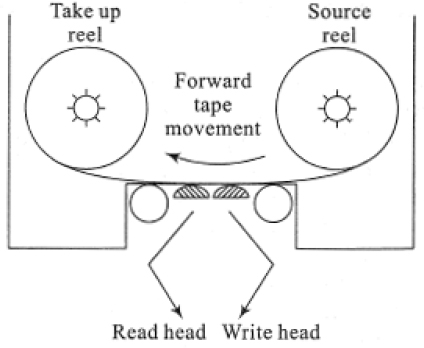 Take up
reel
Source
reel
Forward
tape
movement
Read head
Write head